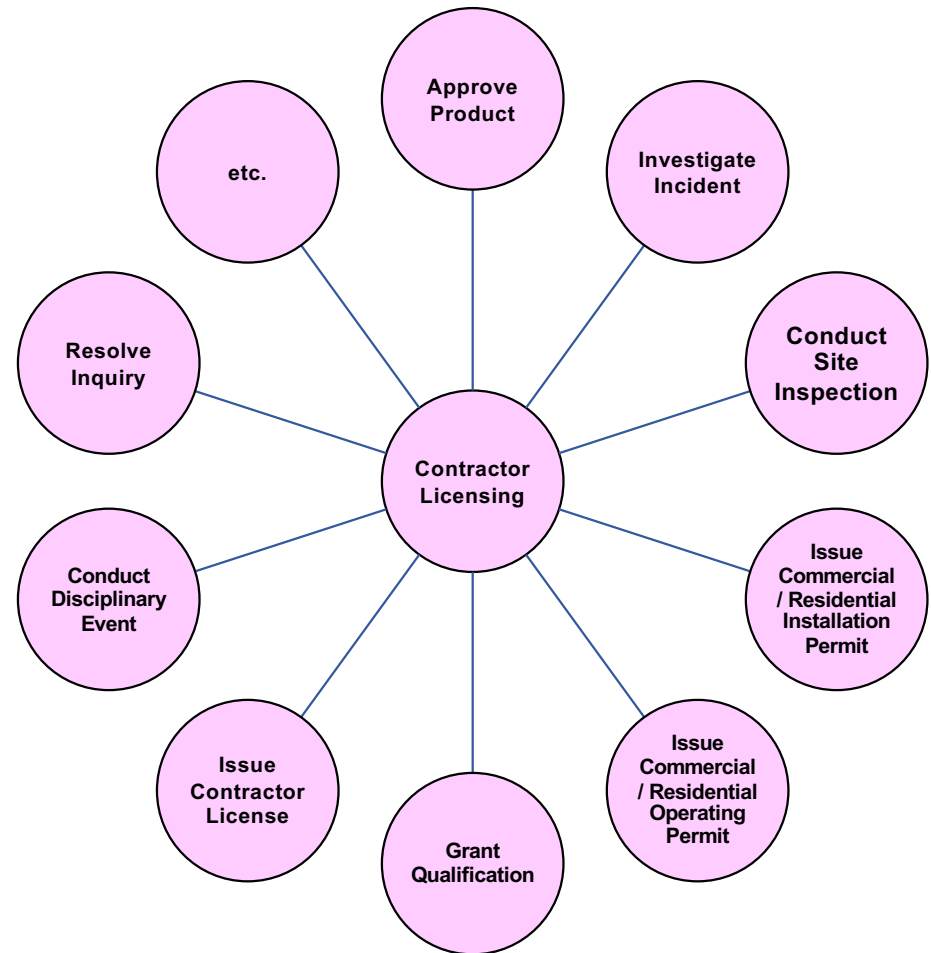 Approve
Product
etc.
Investigate
Incident
Resolve
Inquiry
Conduct
Site
Inspection
Contractor
Licensing
Conduct
Disciplinary
Event
Issue
Commercial
/ Residential
Installation
Permit
Issue
Contractor
License
Issue
Commercial
/ Residential
Operating
Permit
Grant
Qualification